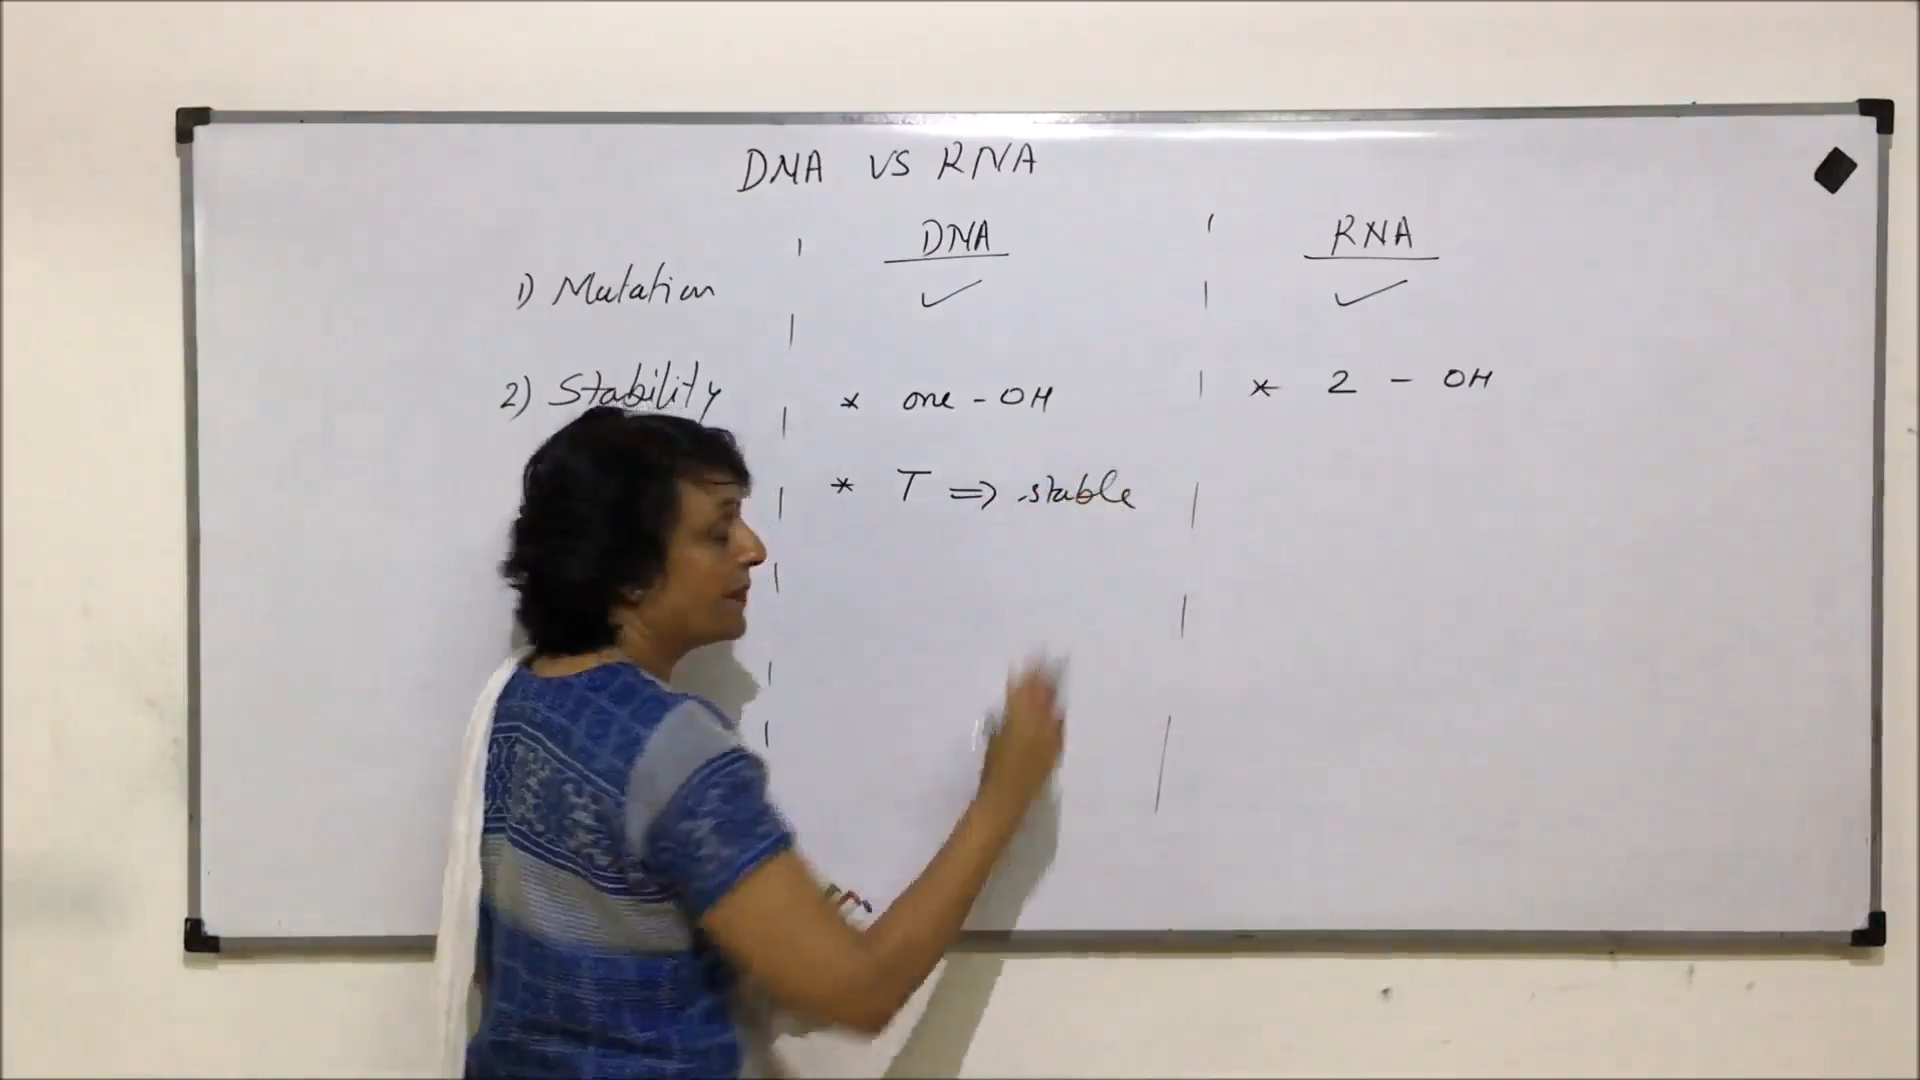 DNA VS RNA
DNA RNA
1) Mutation ✓ ✓
2) Stability * one - OH * 2 - OH
* T => stable